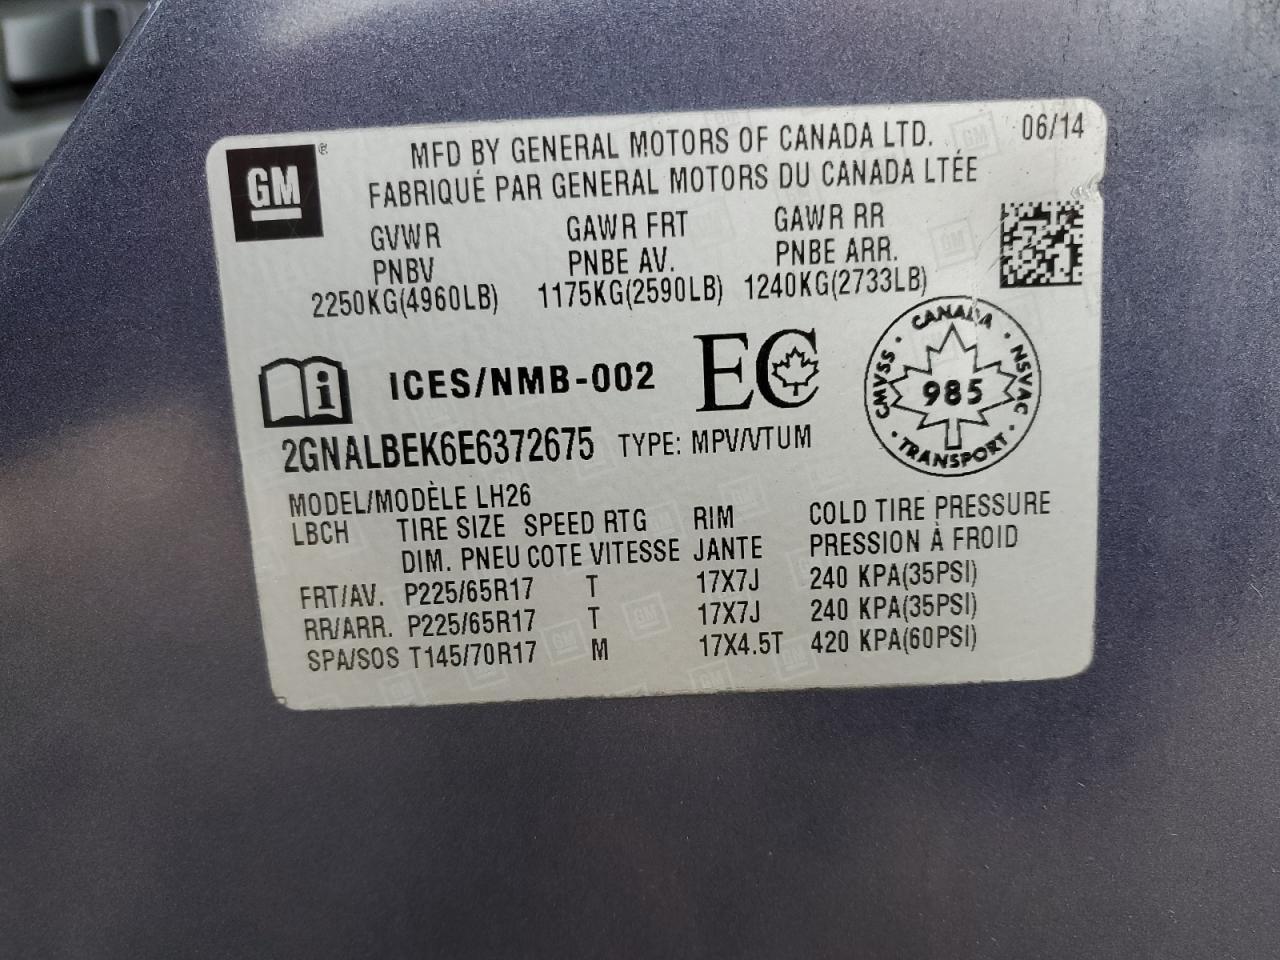 GM®
MFD BY GENERAL MOTORS OF CANADA LTD. 06/14
FABRIQUÉ PAR GENERAL MOTORS DU CANADA LTÉE
GVWR GAWR FRT GAWR RR
PNBV PNBE AV. PNBE ARR.
2250KG(4960LB) 1175KG(2590LB) 1240KG(2733LB)
ICES/NMB-002 EC
CANADA · NSVAC · TRANSPORT · CMVSS ·
985
2GNALBEK6E6372675 TYPE: MPV/VTUM
MODEL/MODÈLE LH26
LBCH TIRE SIZE SPEED RTG RIM COLD TIRE PRESSURE
DIM. PNEU COTE VITESSE JANTE PRESSION À FROID
FRT/AV. P225/65R17 T 17X7J 240 KPA(35PSI)
RR/ARR. P225/65R17 T 17X7J 240 KPA(35PSI)
SPA/SOS T145/70R17 M 17X4.5T 420 KPA(60PSI)